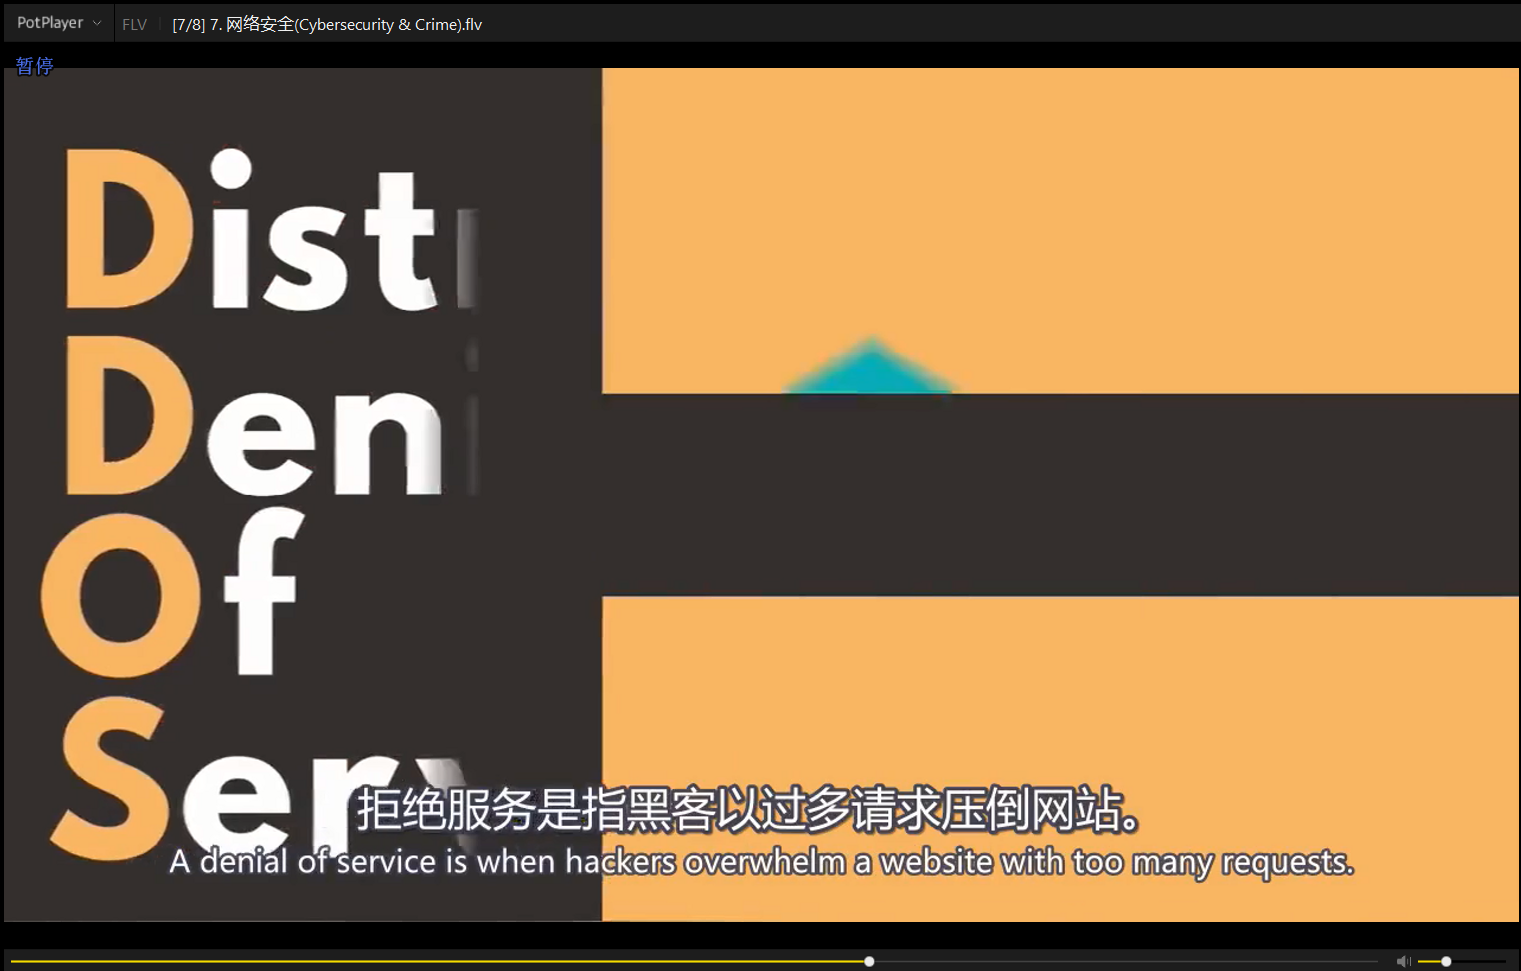 PotPlayer FLV [7/8] 7. 网络安全(Cybersecurity & Crime).flv
暂停
Dist
Den
Of
Serv
拒绝服务是指黑客以过多请求压倒网站。
A denial of service is when hackers overwhelm a website with too many requests.